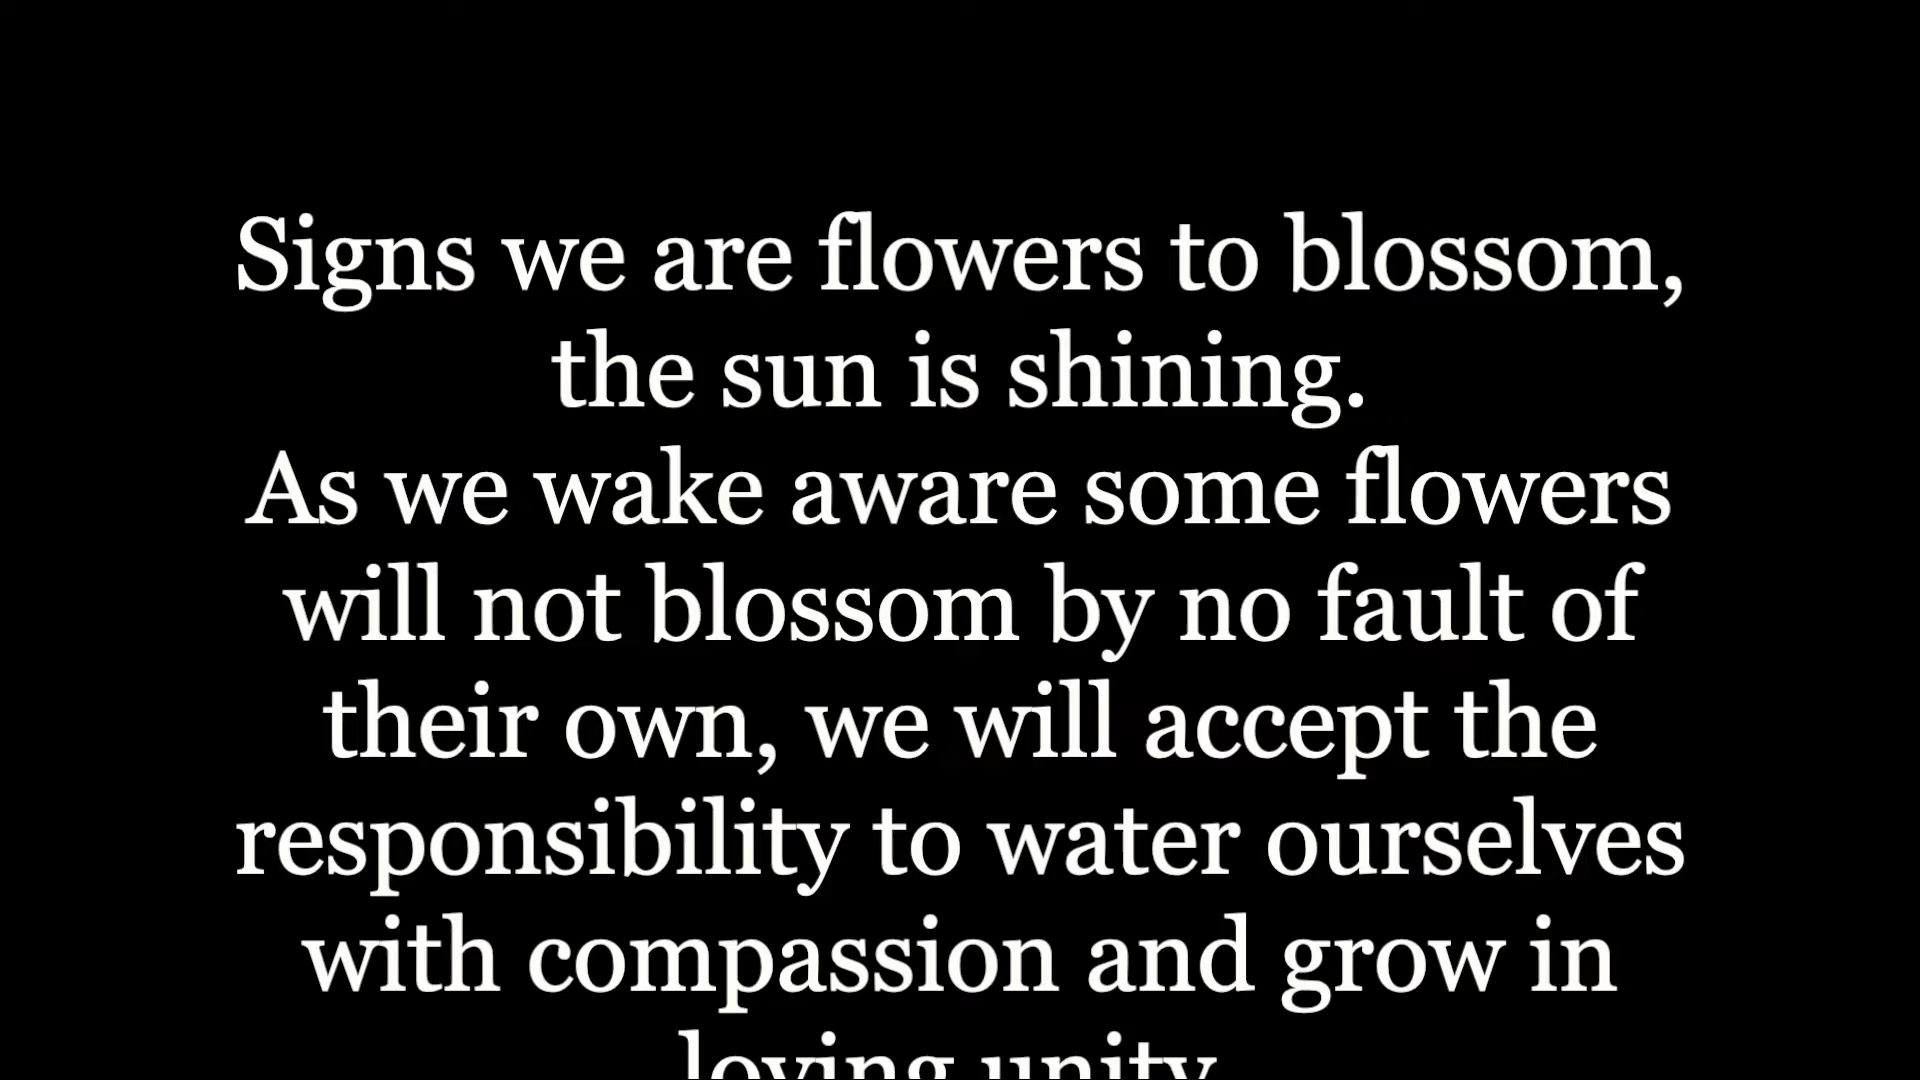 Signs we are flowers to blossom,
the sun is shining.
As we wake aware some flowers
will not blossom by no fault of
their own, we will accept the
responsibility to water ourselves
with compassion and grow in
loving unity